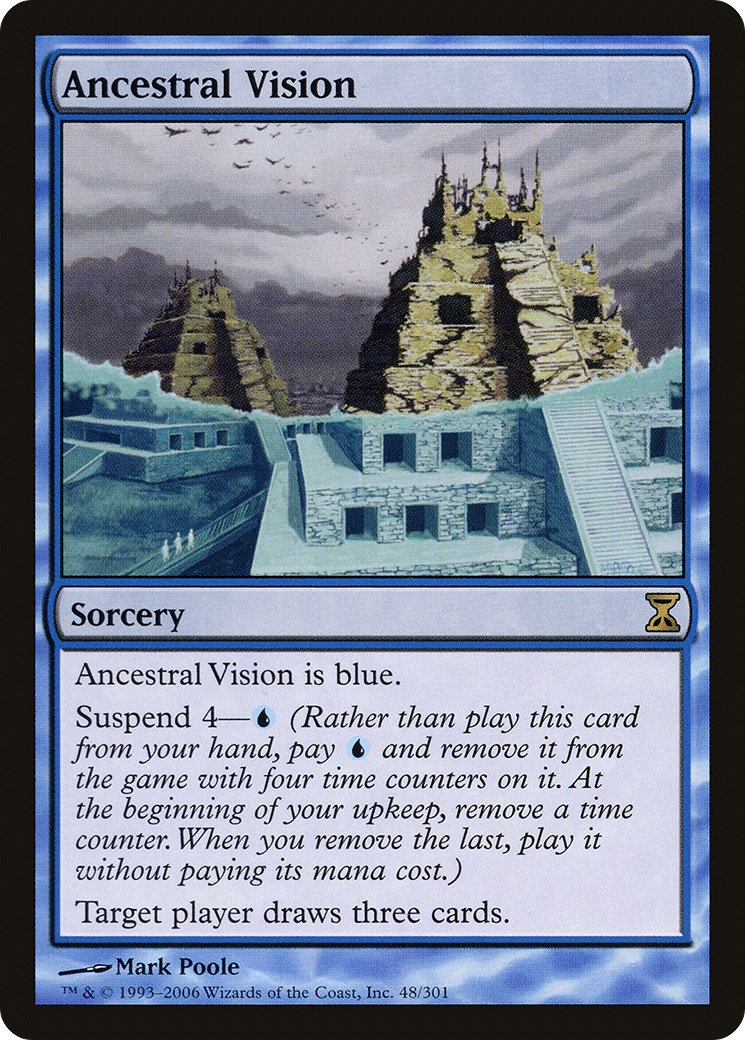 Ancestral Vision
Sorcery
Ancestral Vision is blue.
Suspend 4— (Rather than play this card
from your hand, pay and remove it from
the game with four time counters on it. At
the beginning of your upkeep, remove a time
counter. When you remove the last, play it
without paying its mana cost.)
Target player draws three cards.
Mark Poole
™ & © 1993–2006 Wizards of the Coast, Inc. 48/301